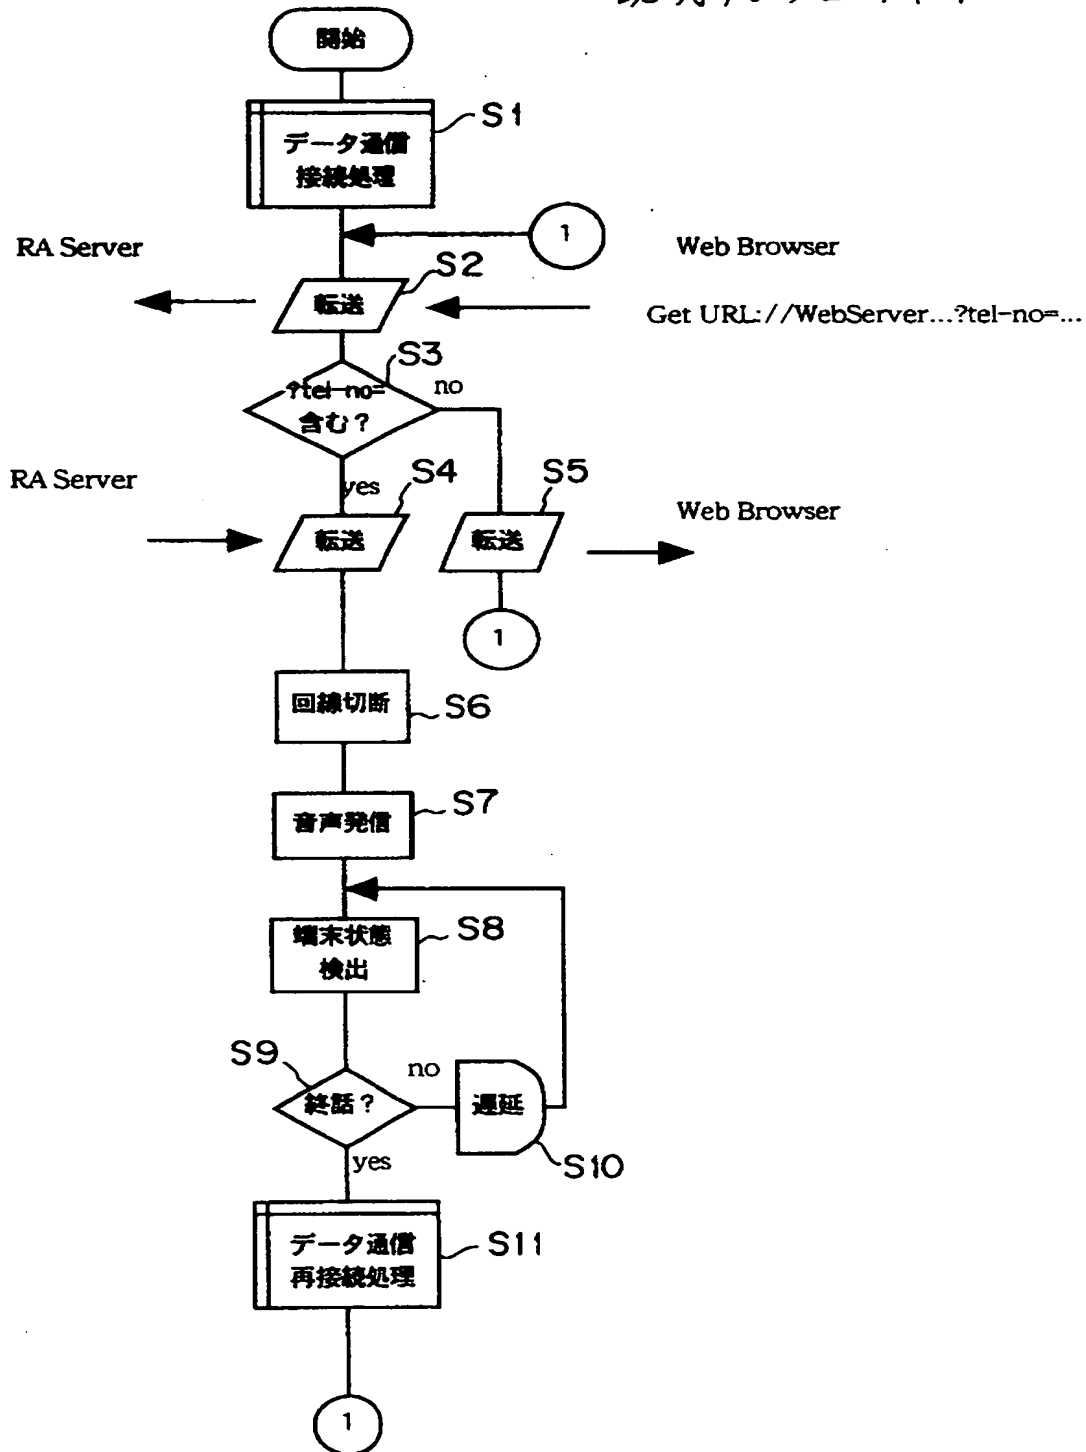 開始
S1
データ通信
接続処理
1
RA Server
Web Browser
S2
転送
Get URL://WebServer...?tel-no=...
S3
?tel-no=
含む?
no
yes
RA Server
S4
S5
転送
転送
Web Browser
1
回線切断
S6
音声発信
S7
端末状態
検出
S8
S9
終話?
no
遅延
S10
yes
データ通信
再接続処理
S11
1